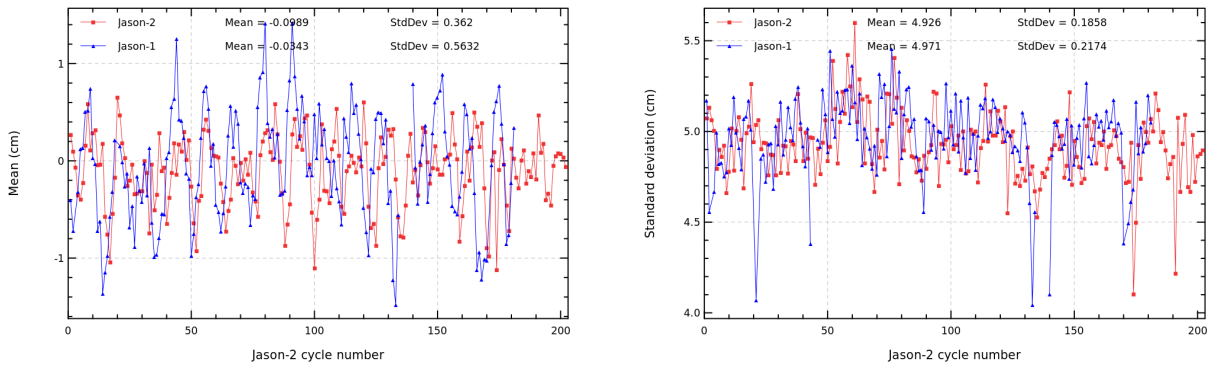 Jason-2 Mean = -0.0989 StdDev = 0.362
Jason-1 Mean = -0.0343 StdDev = 0.5632
1
0
-1
Mean (cm)
0 50 100 150 200
Jason-2 cycle number
Jason-2 Mean = 4.926 StdDev = 0.1858
Jason-1 Mean = 4.971 StdDev = 0.2174
5.5
5.0
4.5
4.0
Standard deviation (cm)
0 50 100 150 200
Jason-2 cycle number